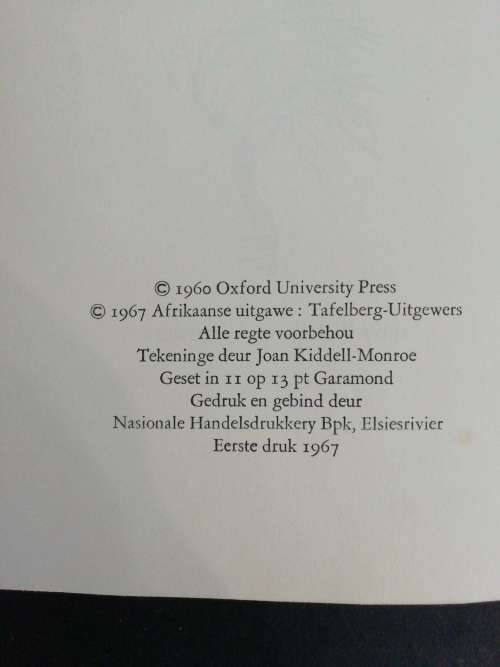 © 1960 Oxford University Press
© 1967 Afrikaanse uitgawe : Tafelberg-Uitgewers
Alle regte voorbehou
Tekeninge deur Joan Kiddell-Monroe
Geset in 11 op 13 pt Garamond
Gedruk en gebind deur
Nasionale Handelsdrukkery Bpk, Elsiesrivier
Eerste druk 1967